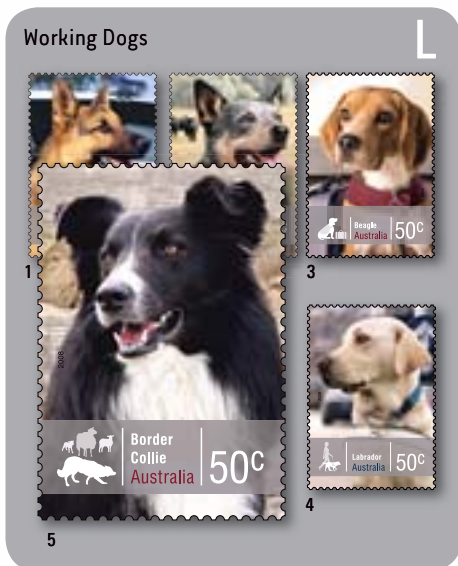 Working Dogs
L
1
Beagle
Australia
50c
3
2008
Border
Collie
Australia
50c
5
Labrador
Australia
50c
4